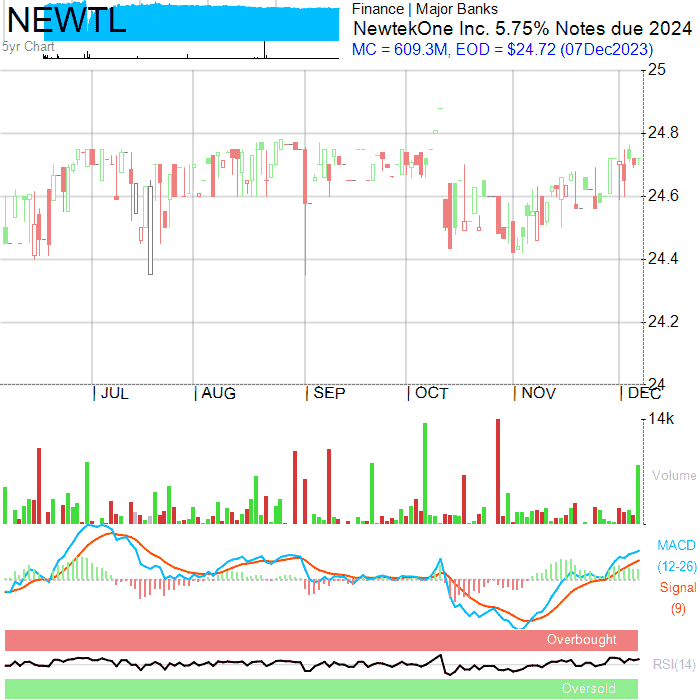 NEWTL
Finance | Major Banks
NewtekOne Inc. 5.75% Notes due 2024
5yr Chart
MC = 609.3M, EOD = $24.72 (07Dec2023)
25
24.8
24.6
24.4
24.2
24
JUL
AUG
SEP
OCT
NOV
DEC
14k
Volume
MACD
(12-26)
Signal
(9)
Overbought
RSI(14)
Oversold